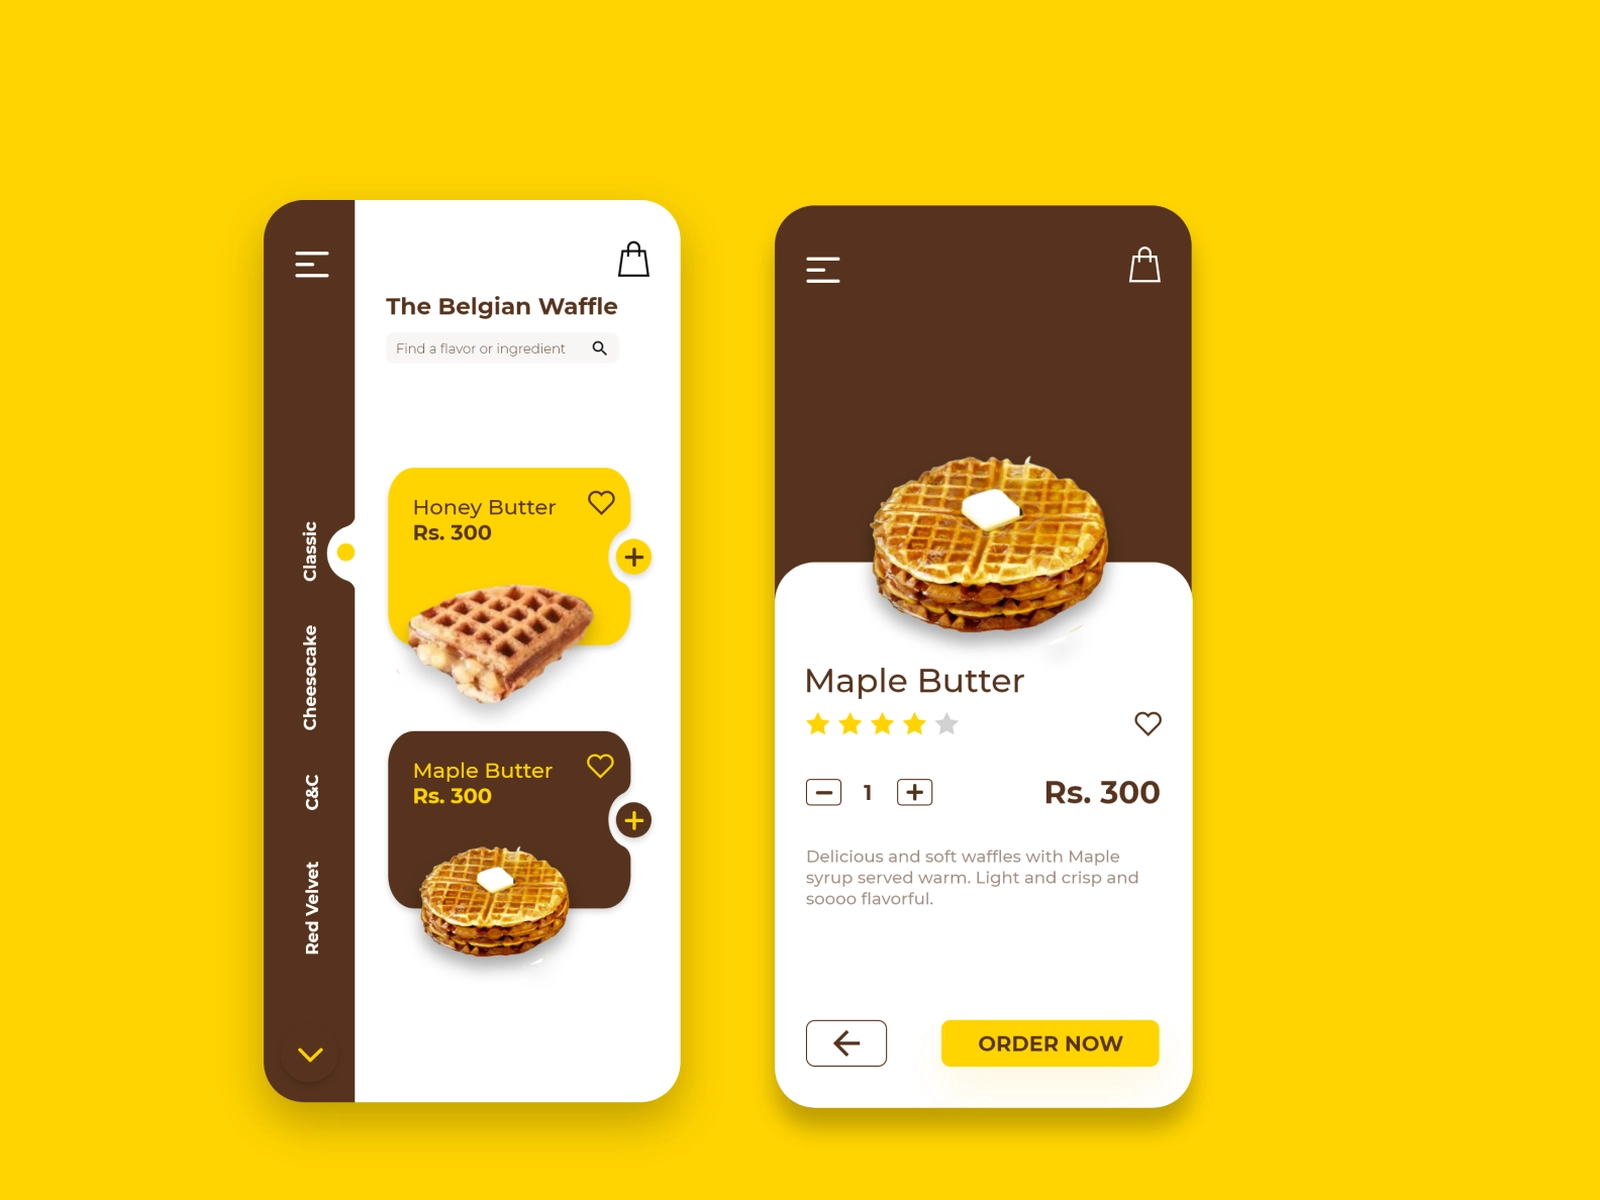 The Belgian Waffle
Find a flavor or ingredient
Classic
Cheesecake
C&C
Red Velvet
Honey Butter
Rs. 300
Maple Butter
Rs. 300
Maple Butter
1
Rs. 300
Delicious and soft waffles with Maple
syrup served warm. Light and crisp and
soooo flavorful.
ORDER NOW